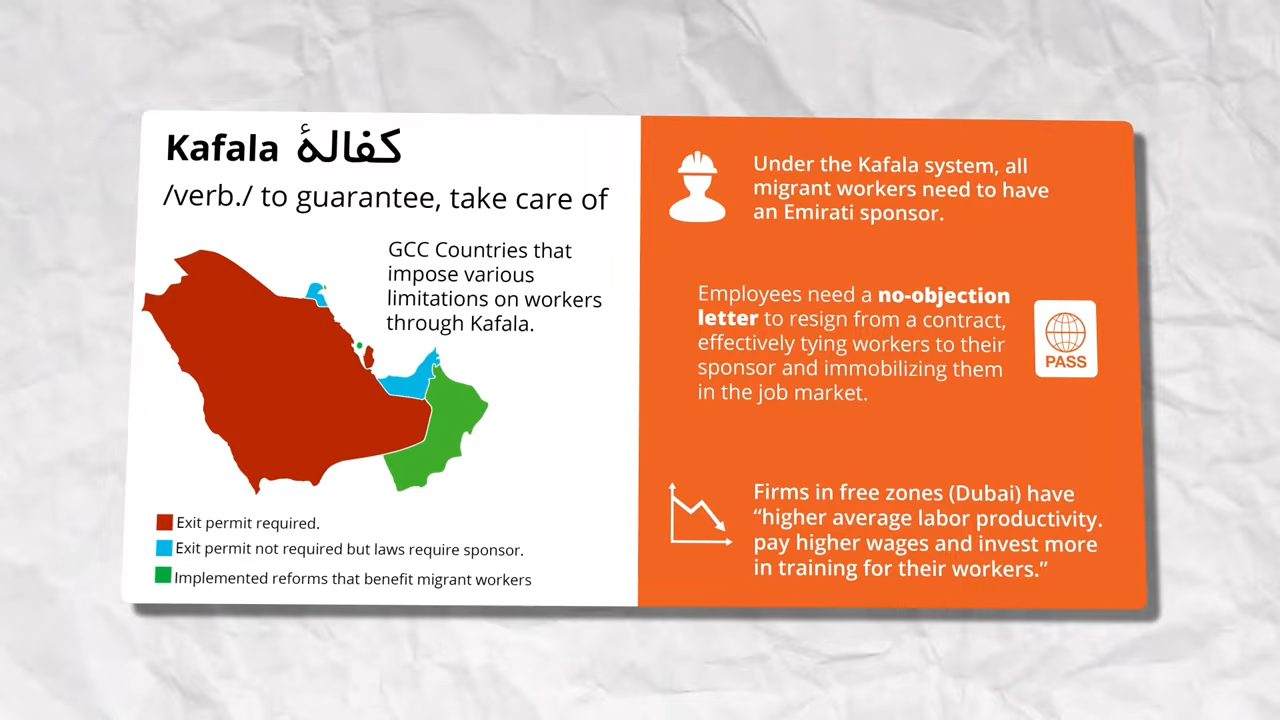 Kafala كفالۀ
/verb./ to guarantee, take care of
GCC Countries that
impose various
limitations on workers
through Kafala.
Exit permit required.
Exit permit not required but laws require sponsor.
Implemented reforms that benefit migrant workers
Under the Kafala system, all
migrant workers need to have
an Emirati sponsor.
Employees need a no-objection
letter to resign from a contract,
effectively tying workers to their
sponsor and immobilizing them
in the job market.
PASS
Firms in free zones (Dubai) have
“higher average labor productivity.
pay higher wages and invest more
in training for their workers.”